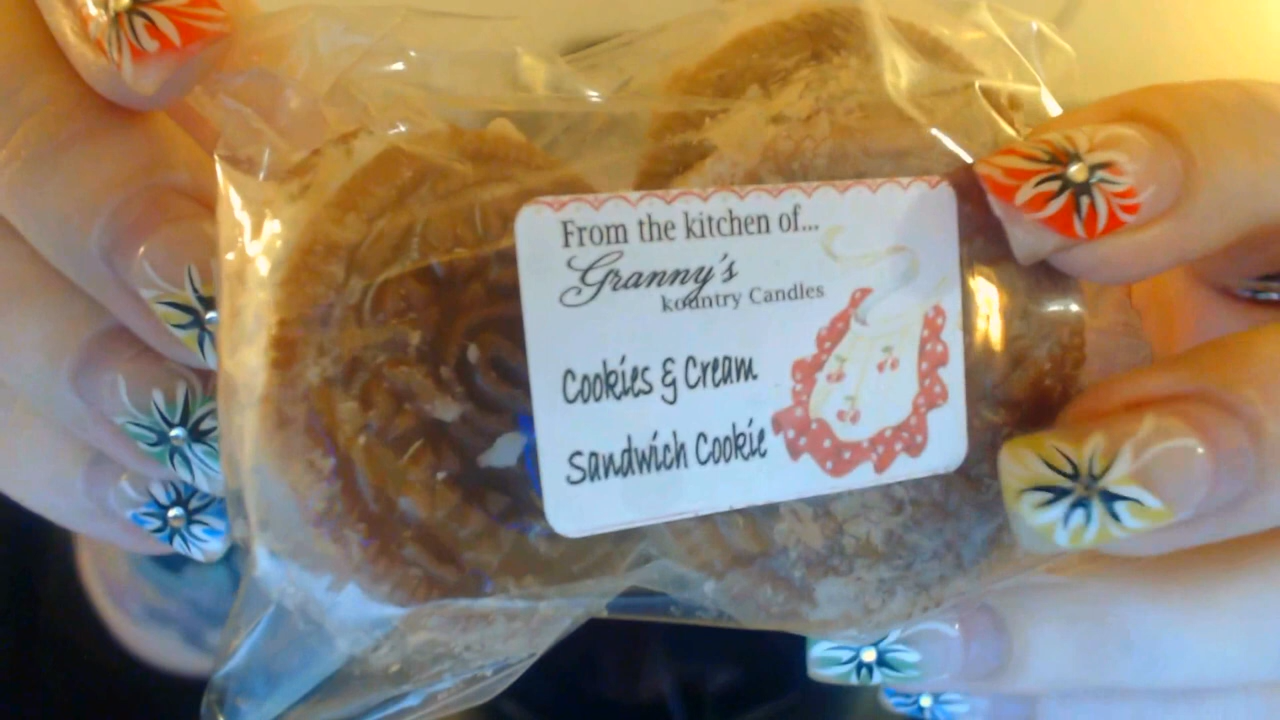 From the kitchen of...
Granny's
kountry Candles
Cookies & Cream
Sandwich Cookie